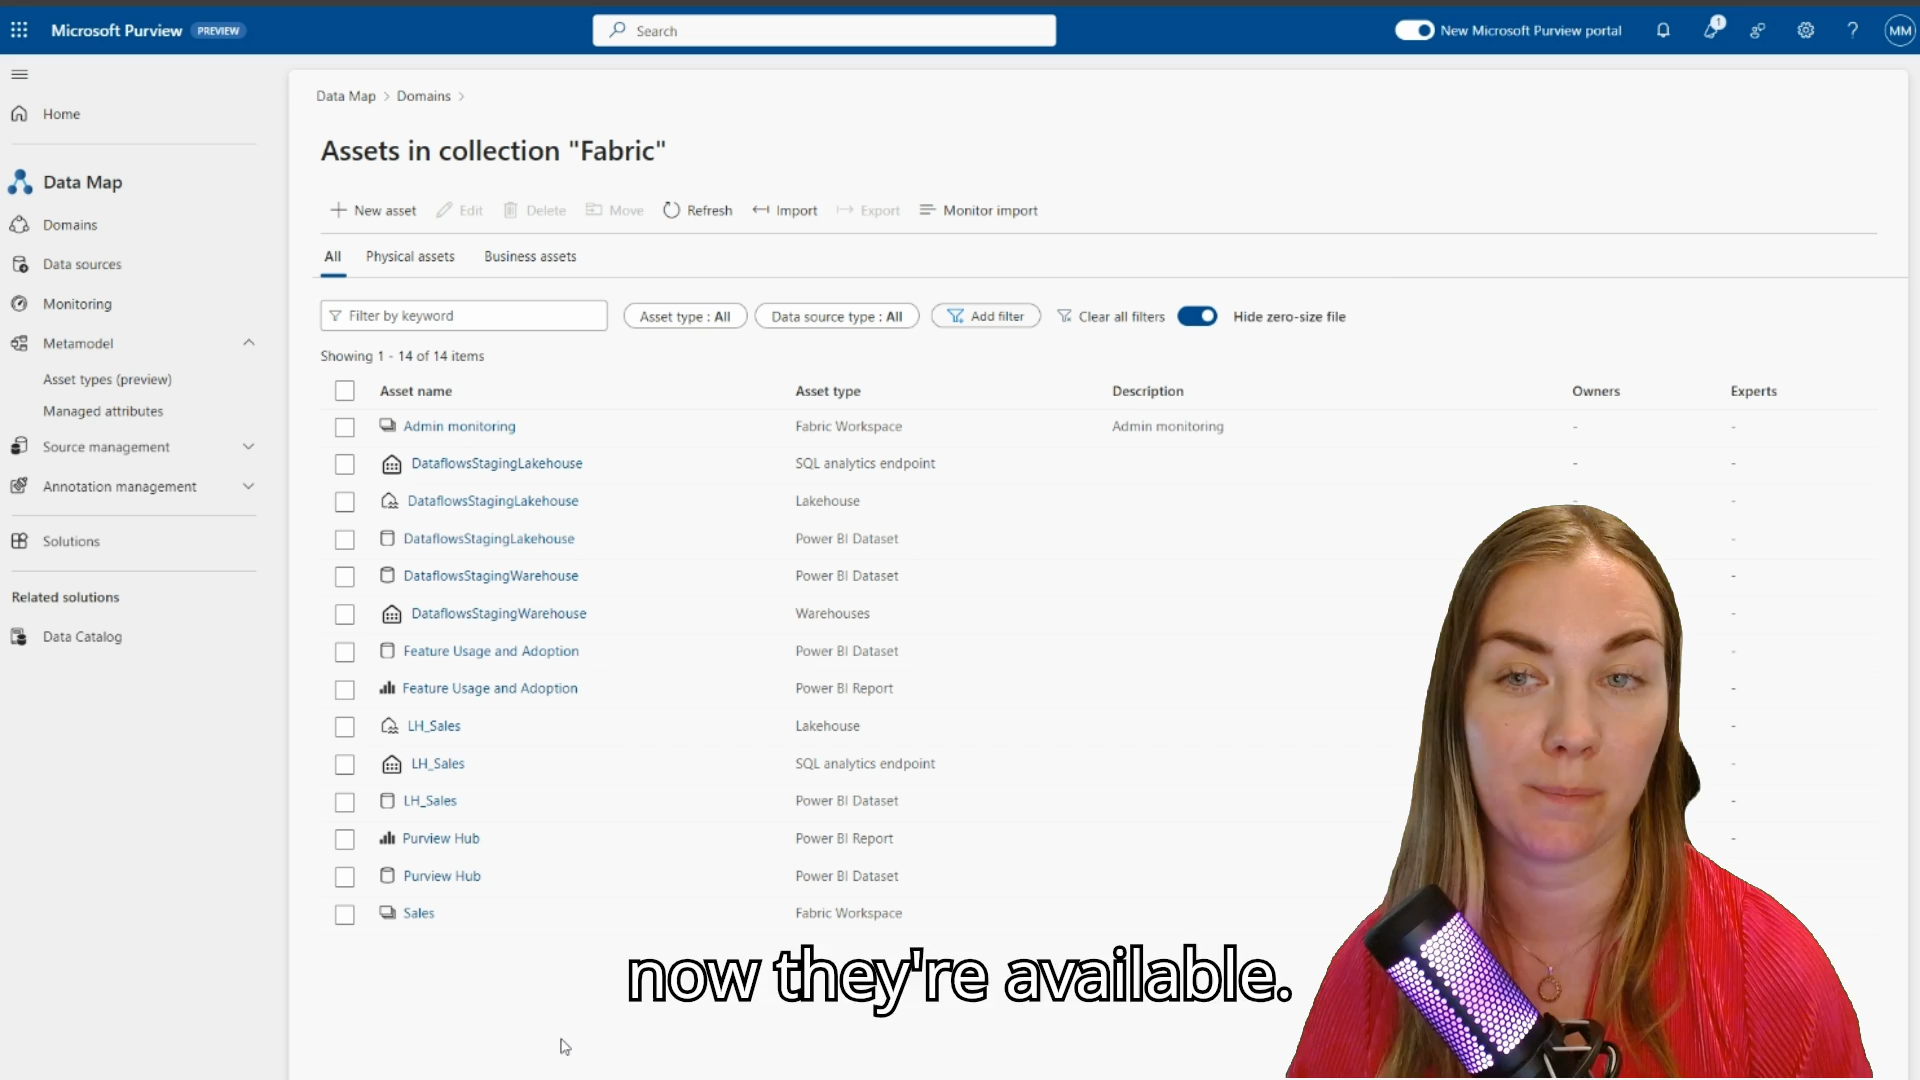 Microsoft Purview PREVIEW
Search
New Microsoft Purview portal
1
?
MM
Home
Data Map
Domains
Data sources
Monitoring
Metamodel
Asset types (preview)
Managed attributes
Source management
Annotation management
Solutions
Related solutions
Data Catalog
Data Map > Domains >
Assets in collection "Fabric"
New asset Edit Delete Move Refresh Import Export Monitor import
All Physical assets Business assets
Filter by keyword Asset type : All Data source type : All Add filter Clear all filters Hide zero-size file
Showing 1 - 14 of 14 items
Asset name Asset type Description Owners Experts
Admin monitoring Fabric Workspace Admin monitoring - -
DataflowsStagingLakehouse SQL analytics endpoint - -
DataflowsStagingLakehouse Lakehouse - -
DataflowsStagingLakehouse Power BI Dataset -
DataflowsStagingWarehouse Power BI Dataset -
DataflowsStagingWarehouse Warehouses -
Feature Usage and Adoption Power BI Dataset -
Feature Usage and Adoption Power BI Report -
LH_Sales Lakehouse -
LH_Sales SQL analytics endpoint -
LH_Sales Power BI Dataset -
Purview Hub Power BI Report -
Purview Hub Power BI Dataset
Sales Fabric Workspace
now they're available.